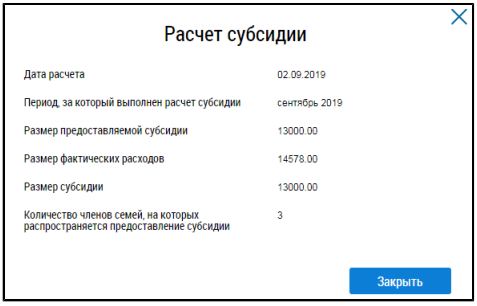 Расчет субсидии
Дата расчета 02.09.2019
Период, за который выполнен расчет субсидии сентябрь 2019
Размер предоставляемой субсидии 13000.00
Размер фактических расходов 14578.00
Размер субсидии 13000.00
Количество членов семей, на которых 3
распространяется предоставление субсидии
Закрыть